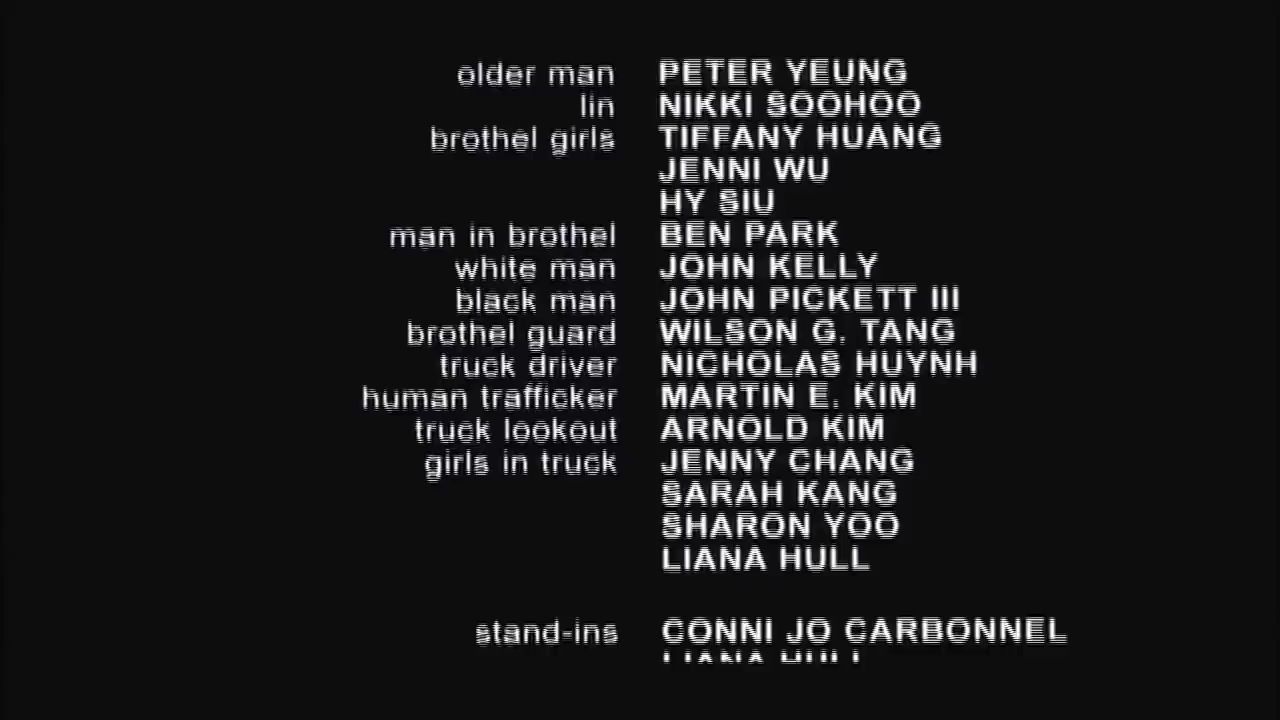 older man PETER YEUNG
lin NIKKI SOOHOO
brothel girls TIFFANY HUANG
JENNI WU
HY SIU
man in brothel BEN PARK
white man JOHN KELLY
black man JOHN PICKETT III
brothel guard WILSON G. TANG
truck driver NICHOLAS HUYNH
human trafficker MARTIN E. KIM
truck lookout ARNOLD KIM
girls in truck JENNY CHANG
SARAH KANG
SHARON YOO
LIANA HULL
stand-ins CONNI JO CARBONNEL
LIANA HULL